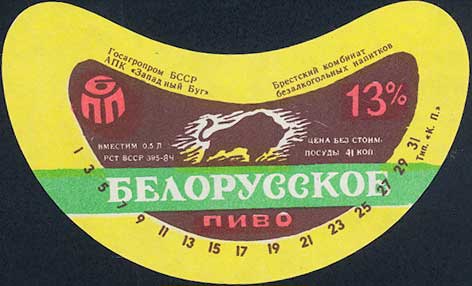 Госагропром БССР
АПК «Западный Буг»
Брестский комбинат
безалкогольных напитков
БПП
13%
ВМЕСТИМ 0,5 Л
РСТ БССР 395-84
ЦЕНА БЕЗ СТОИМ.
ПОСУДЫ 41 КОП
БЕЛОРУССКОЕ
ПИВО
1 3 5 7 9 11 13 15 17 19 21 23 25 27 29 31
Тип. «К. П.»